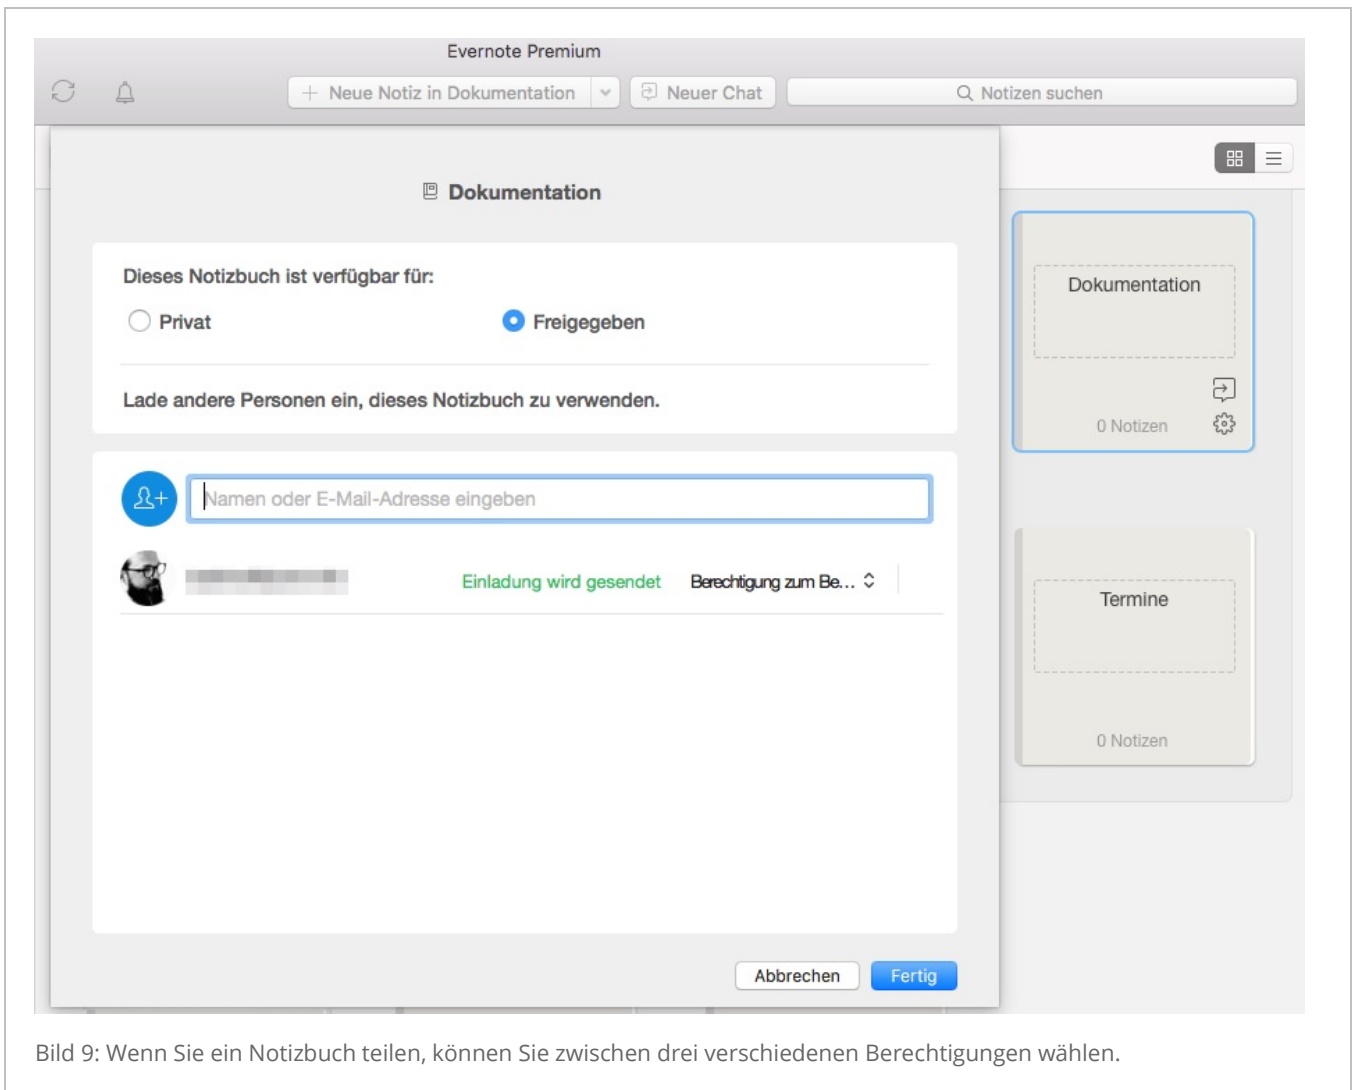 Evernote Premium
Neue Notiz in Dokumentation
Neuer Chat
Notizen suchen
Dokumentation
Dieses Notizbuch ist verfügbar für:
Privat
Freigegeben
Lade andere Personen ein, dieses Notizbuch zu verwenden.
Namen oder E-Mail-Adresse eingeben
Einladung wird gesendet
Berechtigung zum Be...
Abbrechen
Fertig
Dokumentation
0 Notizen
Termine
0 Notizen
Bild 9: Wenn Sie ein Notizbuch teilen, können Sie zwischen drei verschiedenen Berechtigungen wählen.